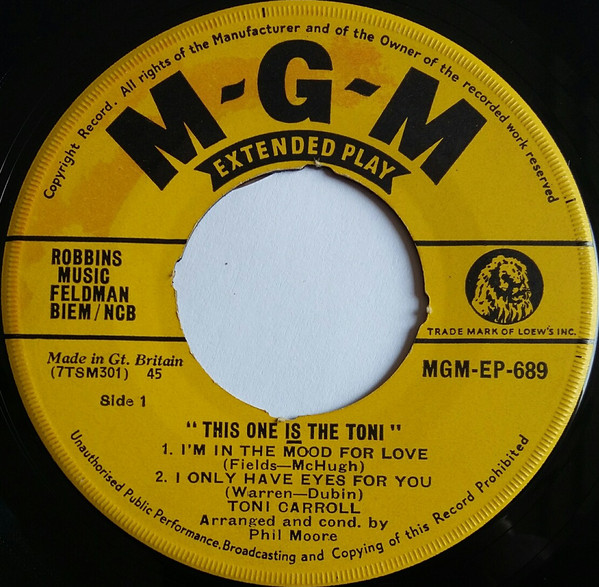 Copyright Record. All rights of the Manufacturer and of the Owner of the recorded work reserved
M-G-M
EXTENDED PLAY
ROBBINS
MUSIC
FELDMAN
BIEM/NCB
TRADE MARK OF LOEW'S INC.
Made in Gt. Britain
(7TSM301) 45
MGM-EP-689
Side 1
"THIS ONE IS THE TONI"
1. I'M IN THE MOOD FOR LOVE
(Fields—McHugh)
2. I ONLY HAVE EYES FOR YOU
(Warren—Dubin)
TONI CARROLL
Arranged and cond. by
Phil Moore
Unauthorised Public Performance, Broadcasting and Copying of this Record Prohibited